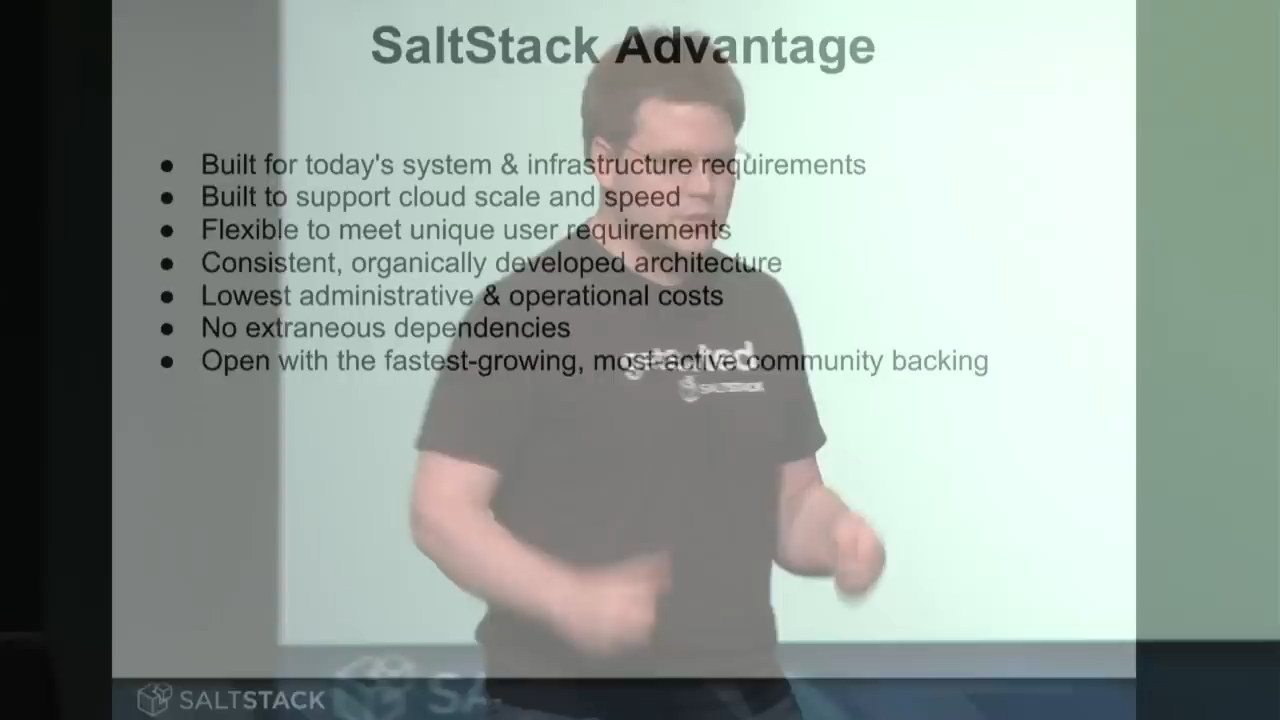 SaltStack Advantage
● Built for today's system & infrastructure requirements
● Built to support cloud scale and speed
● Flexible to meet unique user requirements
● Consistent, organically developed architecture
● Lowest administrative & operational costs
● No extraneous dependencies
● Open with the fastest-growing, most-active community backing
SALTSTACK
SALTSTACK
SA